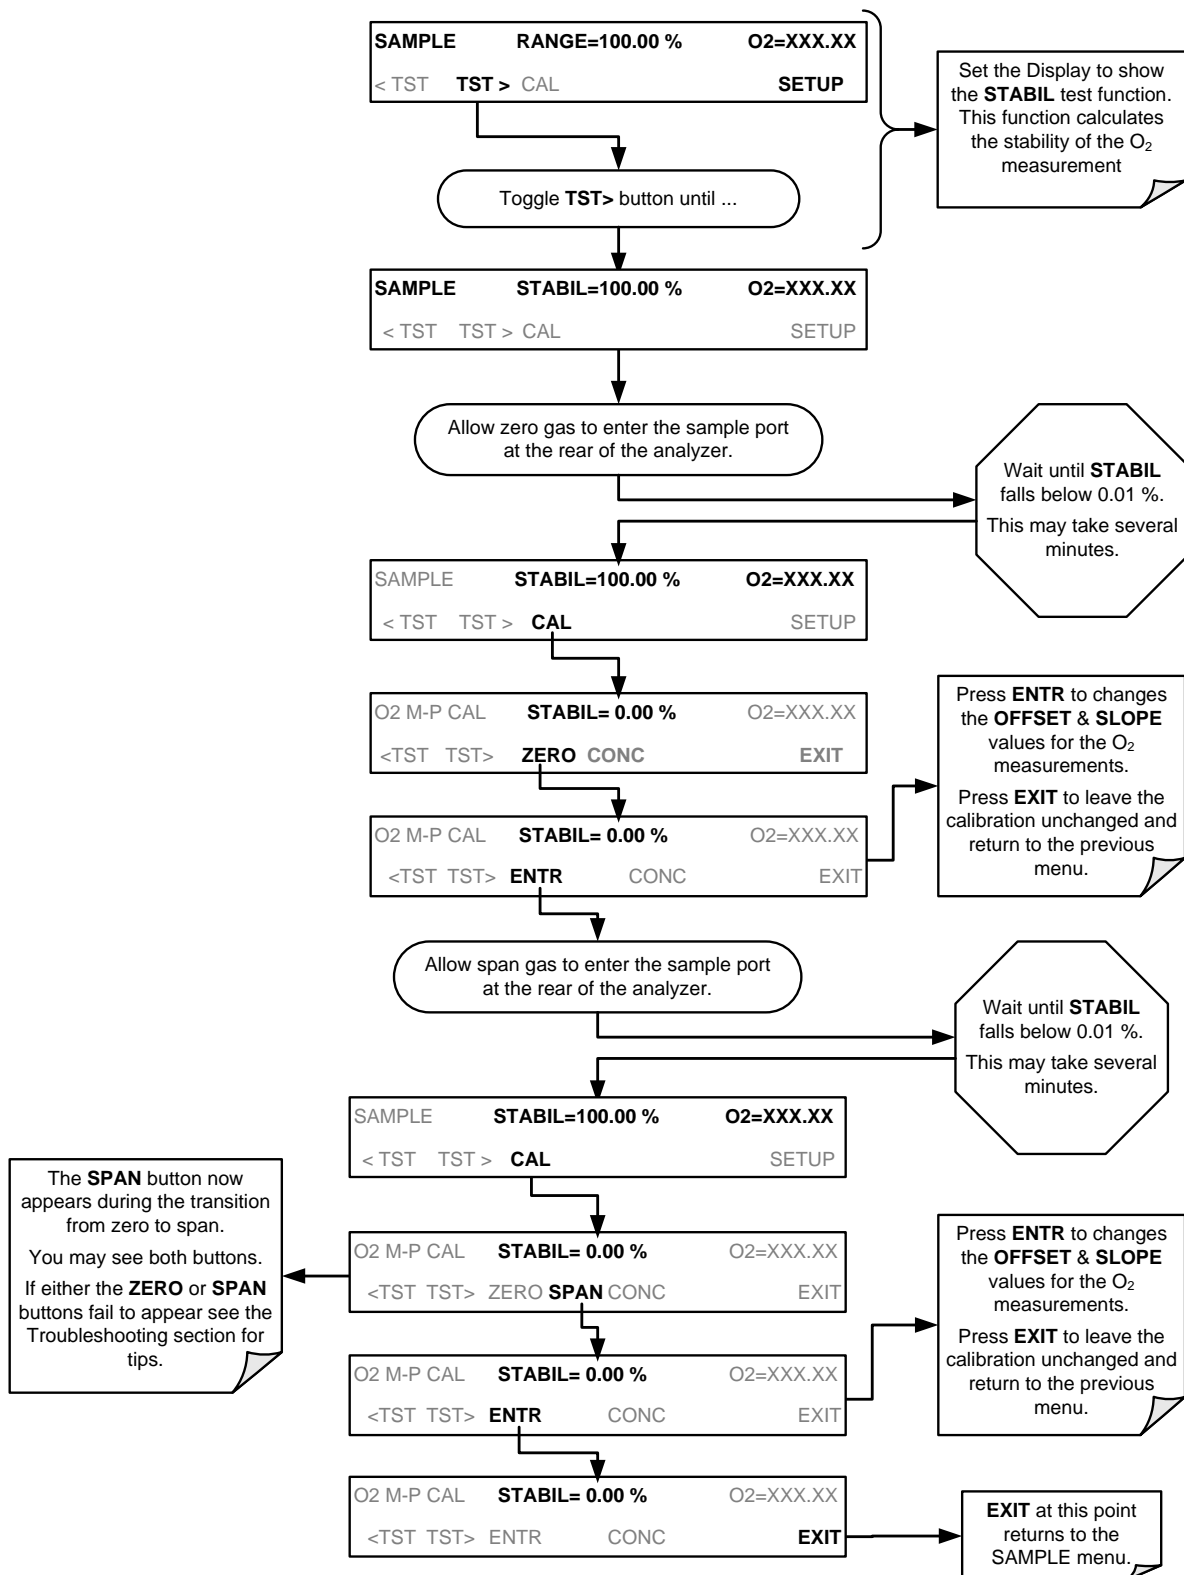 SAMPLE RANGE=100.00 % O2=XXX.XX
< TST TST > CAL SETUP
Set the Display to show
the STABIL test function.
This function calculates
the stability of the O2
measurement
Toggle TST> button until ...
SAMPLE STABIL=100.00 % O2=XXX.XX
< TST TST > CAL SETUP
Allow zero gas to enter the sample port
at the rear of the analyzer.
Wait until STABIL
falls below 0.01 %.
This may take several
minutes.
SAMPLE STABIL=100.00 % O2=XXX.XX
< TST TST > CAL SETUP
O2 M-P CAL STABIL= 0.00 % O2=XXX.XX
<TST TST> ZERO CONC EXIT
O2 M-P CAL STABIL= 0.00 % O2=XXX.XX
<TST TST> ENTR CONC EXIT
Press ENTR to changes
the OFFSET & SLOPE
values for the O2
measurements.
Press EXIT to leave the
calibration unchanged and
return to the previous
menu.
Allow span gas to enter the sample port
at the rear of the analyzer.
Wait until STABIL
falls below 0.01 %.
This may take several
minutes.
SAMPLE STABIL=100.00 % O2=XXX.XX
< TST TST > CAL SETUP
The SPAN button now
appears during the transition
from zero to span.
You may see both buttons.
If either the ZERO or SPAN
buttons fail to appear see the
Troubleshooting section for
tips.
O2 M-P CAL STABIL= 0.00 % O2=XXX.XX
<TST TST> ZERO SPAN CONC EXIT
O2 M-P CAL STABIL= 0.00 % O2=XXX.XX
<TST TST> ENTR CONC EXIT
Press ENTR to changes
the OFFSET & SLOPE
values for the O2
measurements.
Press EXIT to leave the
calibration unchanged and
return to the previous
menu.
O2 M-P CAL STABIL= 0.00 % O2=XXX.XX
<TST TST> ENTR CONC EXIT
EXIT at this point
returns to the
SAMPLE menu.